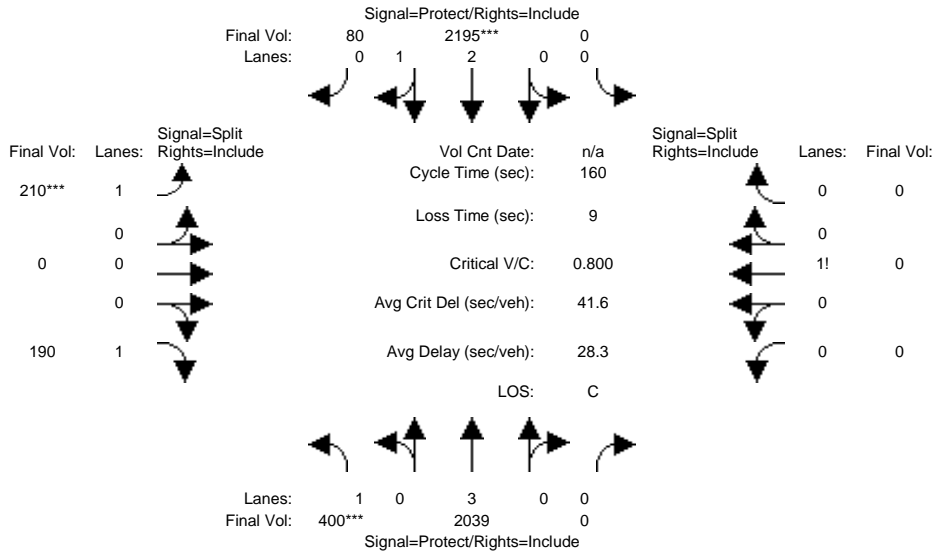 Signal=Protect/Rights=Include
Final Vol: 80 2195*** 0
Lanes: 0 1 2 0 0
Signal=Split Signal=Split
Final Vol: Lanes: Rights=Include Vol Cnt Date: n/a Rights=Include Lanes: Final Vol:
Cycle Time (sec): 160
210*** 1 0 0
Loss Time (sec): 9
0 0
0 0 Critical V/C: 0.800 1! 0
0 Avg Crit Del (sec/veh): 41.6 0
190 1 Avg Delay (sec/veh): 28.3 0 0
LOS: C
Lanes: 1 0 3 0 0
Final Vol: 400*** 2039 0
Signal=Protect/Rights=Include